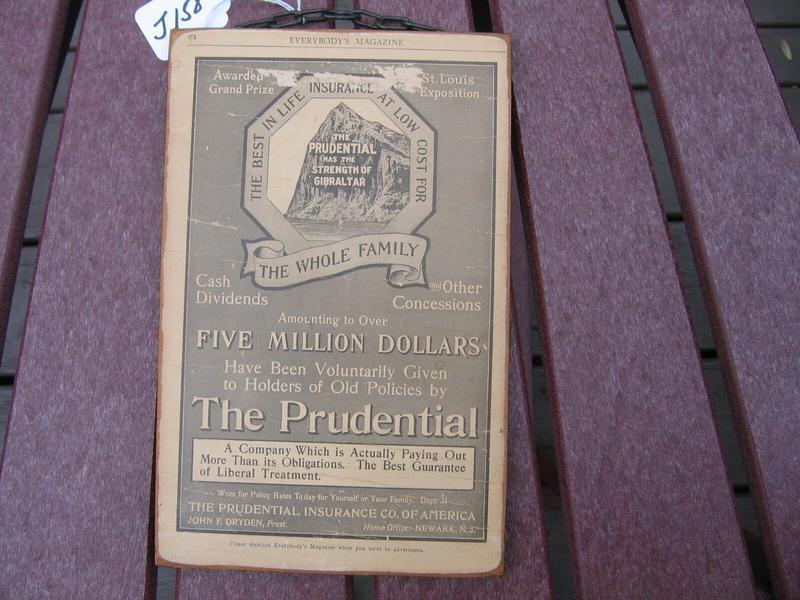 J158
EVERYBODY'S MAGAZINE
Awarded
Grand Prize
St. Louis
Exposition
THE BEST IN LIFE INSURANCE AT LOW COST FOR
THE
PRUDENTIAL
HAS THE
STRENGTH OF
GIBRALTAR
THE WHOLE FAMILY
Cash
Dividends
and Other
Concessions
Amounting to Over
FIVE MILLION DOLLARS
Have Been Voluntarily Given
to Holders of Old Policies by
The Prudential
A Company Which is Actually Paying Out
More Than its Obligations. The Best Guarantee
of Liberal Treatment.
Write for Policy Rates Today for Yourself or Your Family. Dept. 31
THE PRUDENTIAL INSURANCE CO. OF AMERICA
JOHN F. DRYDEN, Prest.
Home Office-NEWARK, N.J.
Please mention Everybody's Magazine when you write to advertisers.